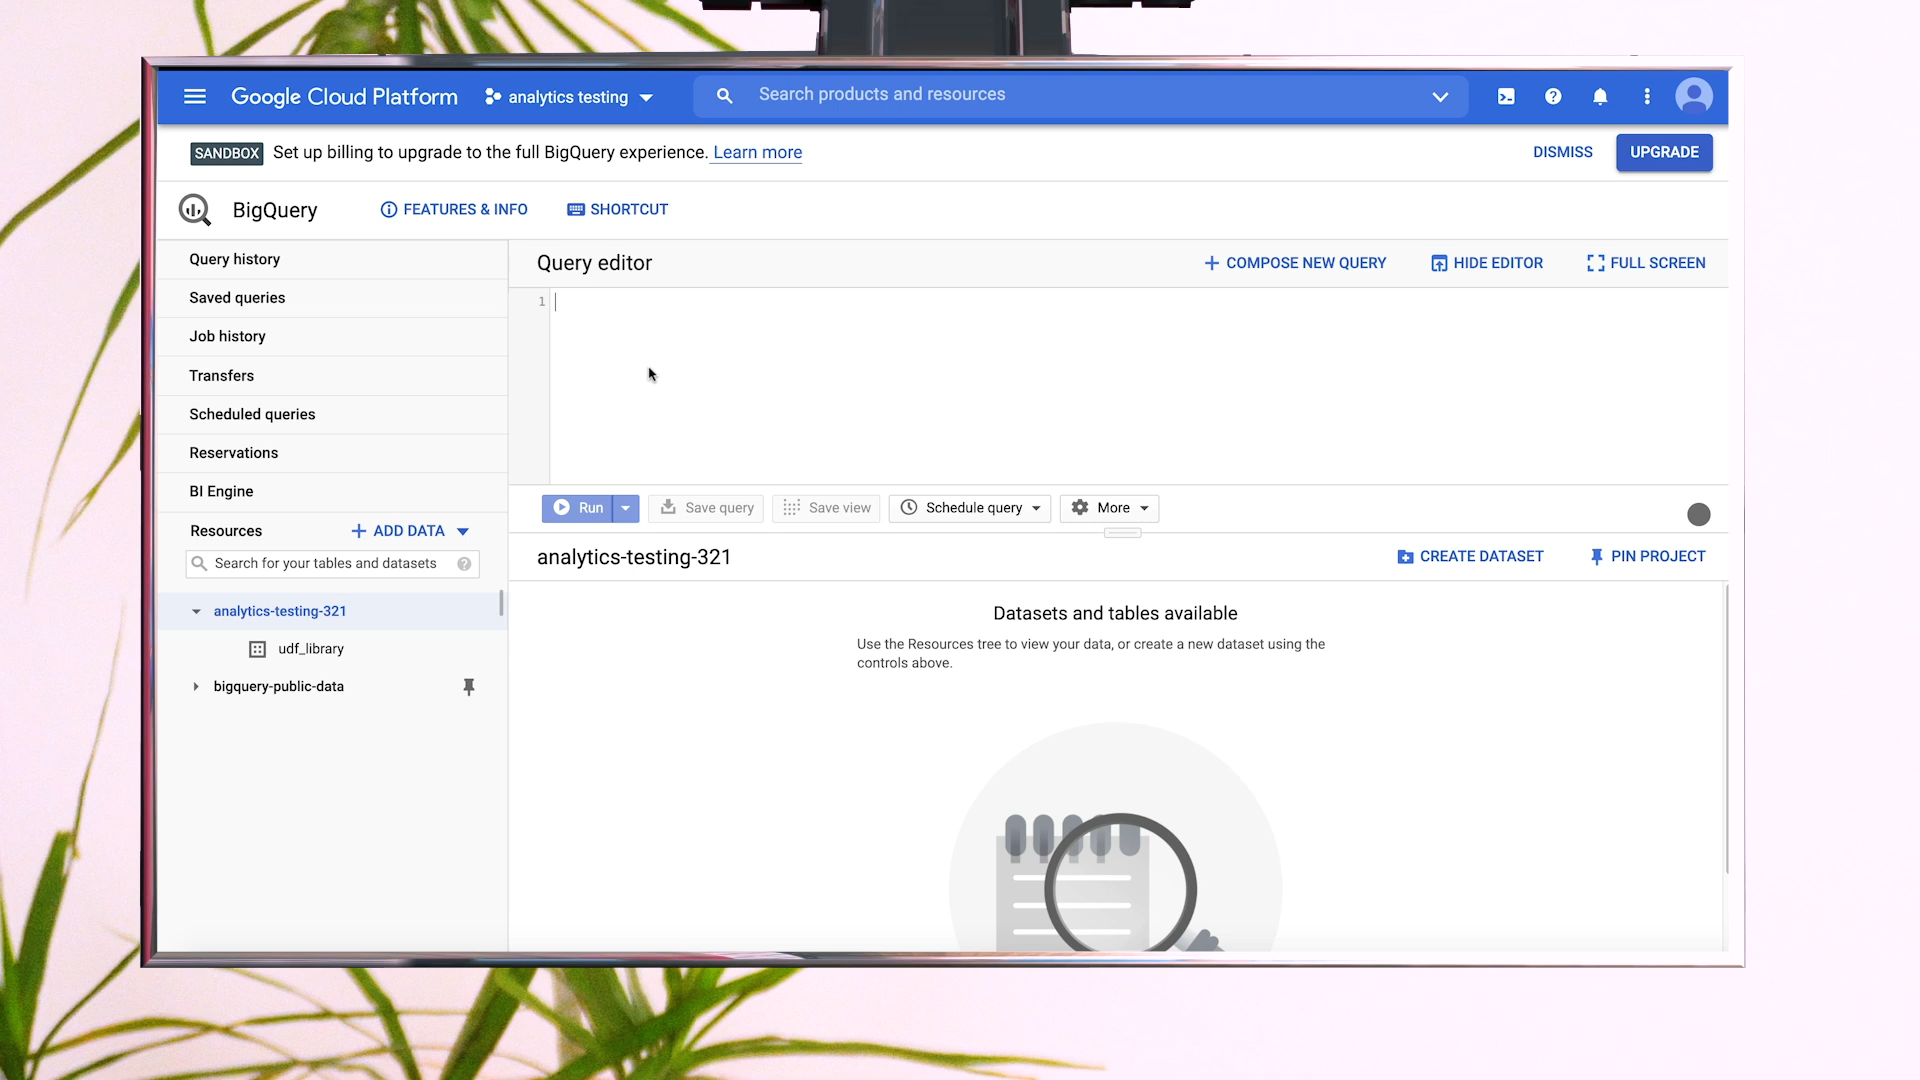 Google Cloud Platform analytics testing Search products and resources
SANDBOX Set up billing to upgrade to the full BigQuery experience. Learn more DISMISS UPGRADE
BigQuery FEATURES & INFO SHORTCUT
Query history
Saved queries
Job history
Transfers
Scheduled queries
Reservations
BI Engine
Resources ADD DATA
Search for your tables and datasets
analytics-testing-321
udf_library
bigquery-public-data
Query editor COMPOSE NEW QUERY HIDE EDITOR FULL SCREEN
1
Run Save query Save view Schedule query More
analytics-testing-321 CREATE DATASET PIN PROJECT
Datasets and tables available
Use the Resources tree to view your data, or create a new dataset using the
controls above.